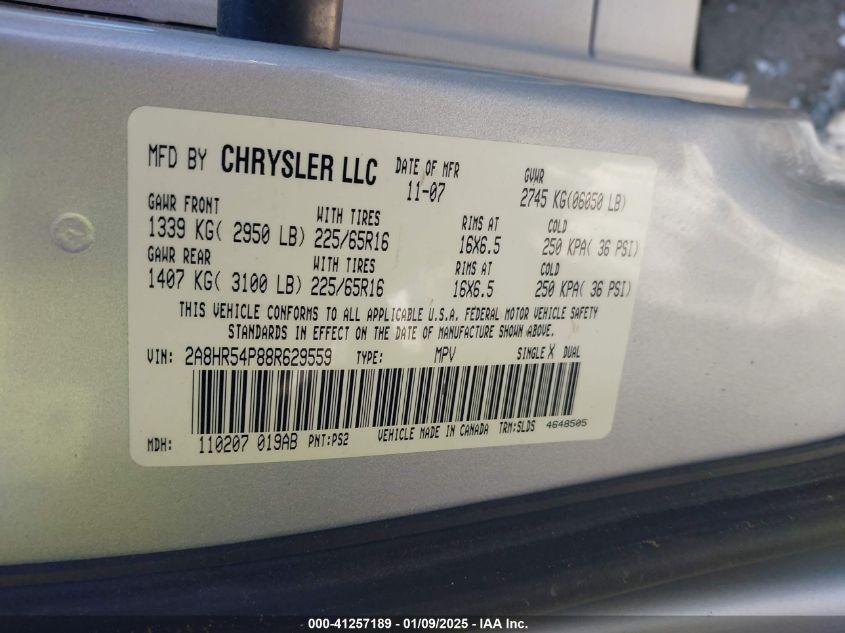 MFD BY CHRYSLER LLC DATE OF MFR GVWR
11-07 2745 KG(06050 LB)
GAWR FRONT WITH TIRES RIMS AT COLD
1339 KG( 2950 LB) 225/65R16 16X6.5 250 KPA( 36 PSI)
GAWR REAR WITH TIRES RIMS AT COLD
1407 KG( 3100 LB) 225/65R16 16X6.5 250 KPA( 36 PSI)
THIS VEHICLE CONFORMS TO ALL APPLICABLE U.S.A. FEDERAL MOTOR VEHICLE SAFETY
STANDARDS IN EFFECT ON THE DATE OF MANUFACTURE SHOWN ABOVE.
VIN: 2A8HR54P88R629559 TYPE: MPV SINGLE X DUAL
MDH: 110207 019AB PNT:PS2 VEHICLE MADE IN CANADA TRM:SLDS 4648505
000-41257189 - 01/09/2025 - IAA Inc.